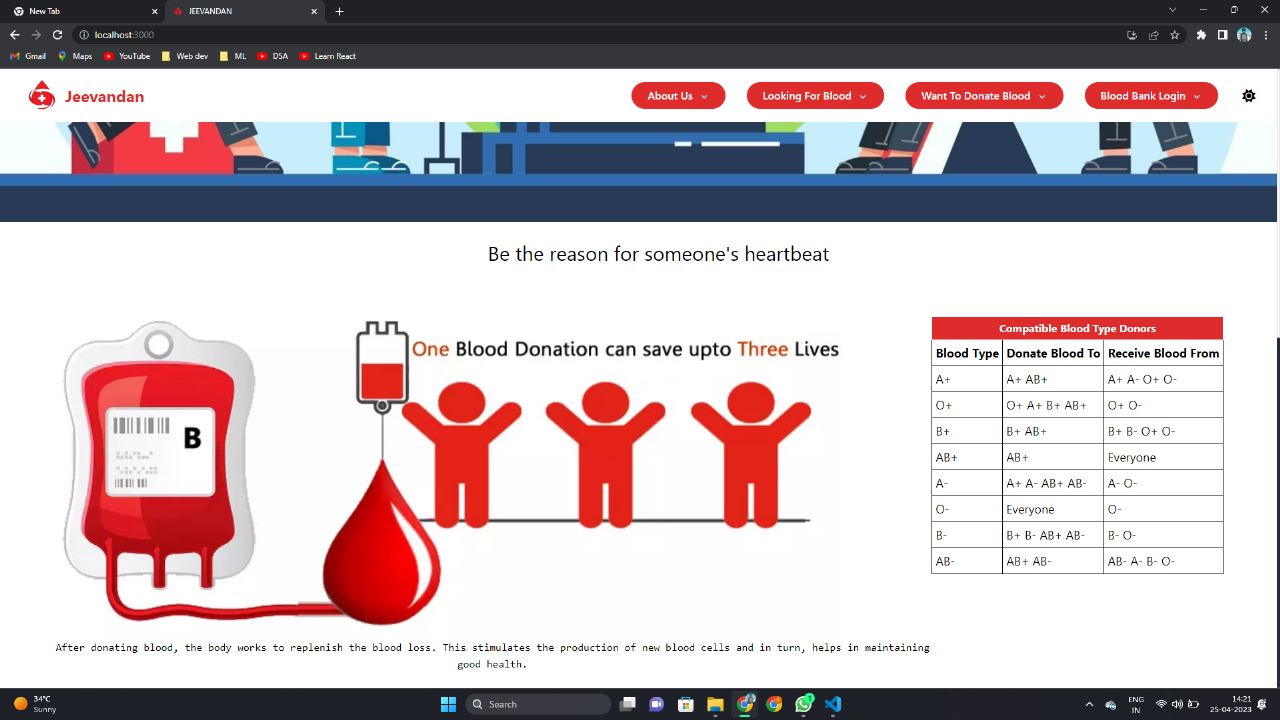 New Tab
JEEVANDAN
localhost:3000
Gmail Maps YouTube Web dev ML DSA Learn React
Jeevandan
About Us Looking For Blood Want To Donate Blood Blood Bank Login
Be the reason for someone's heartbeat
One Blood Donation can save upto Three Lives
B
Compatible Blood Type Donors
Blood Type Donate Blood To Receive Blood From
A+ A+ AB+ A+ A- O+ O-
O+ O+ A+ B+ AB+ O+ O-
B+ B+ AB+ B+ B- O+ O-
AB+ AB+ Everyone
A- A+ A- AB+ AB- A- O-
O- Everyone O-
B- B+ B- AB+ AB- B- O-
AB- AB+ AB- AB- A- B- O-
After donating blood, the body works to replenish the blood loss. This stimulates the production of new blood cells and in turn, helps in maintaining
good health.
34°C
Sunny
Search
1
ENG
IN
14:21
25-04-2023